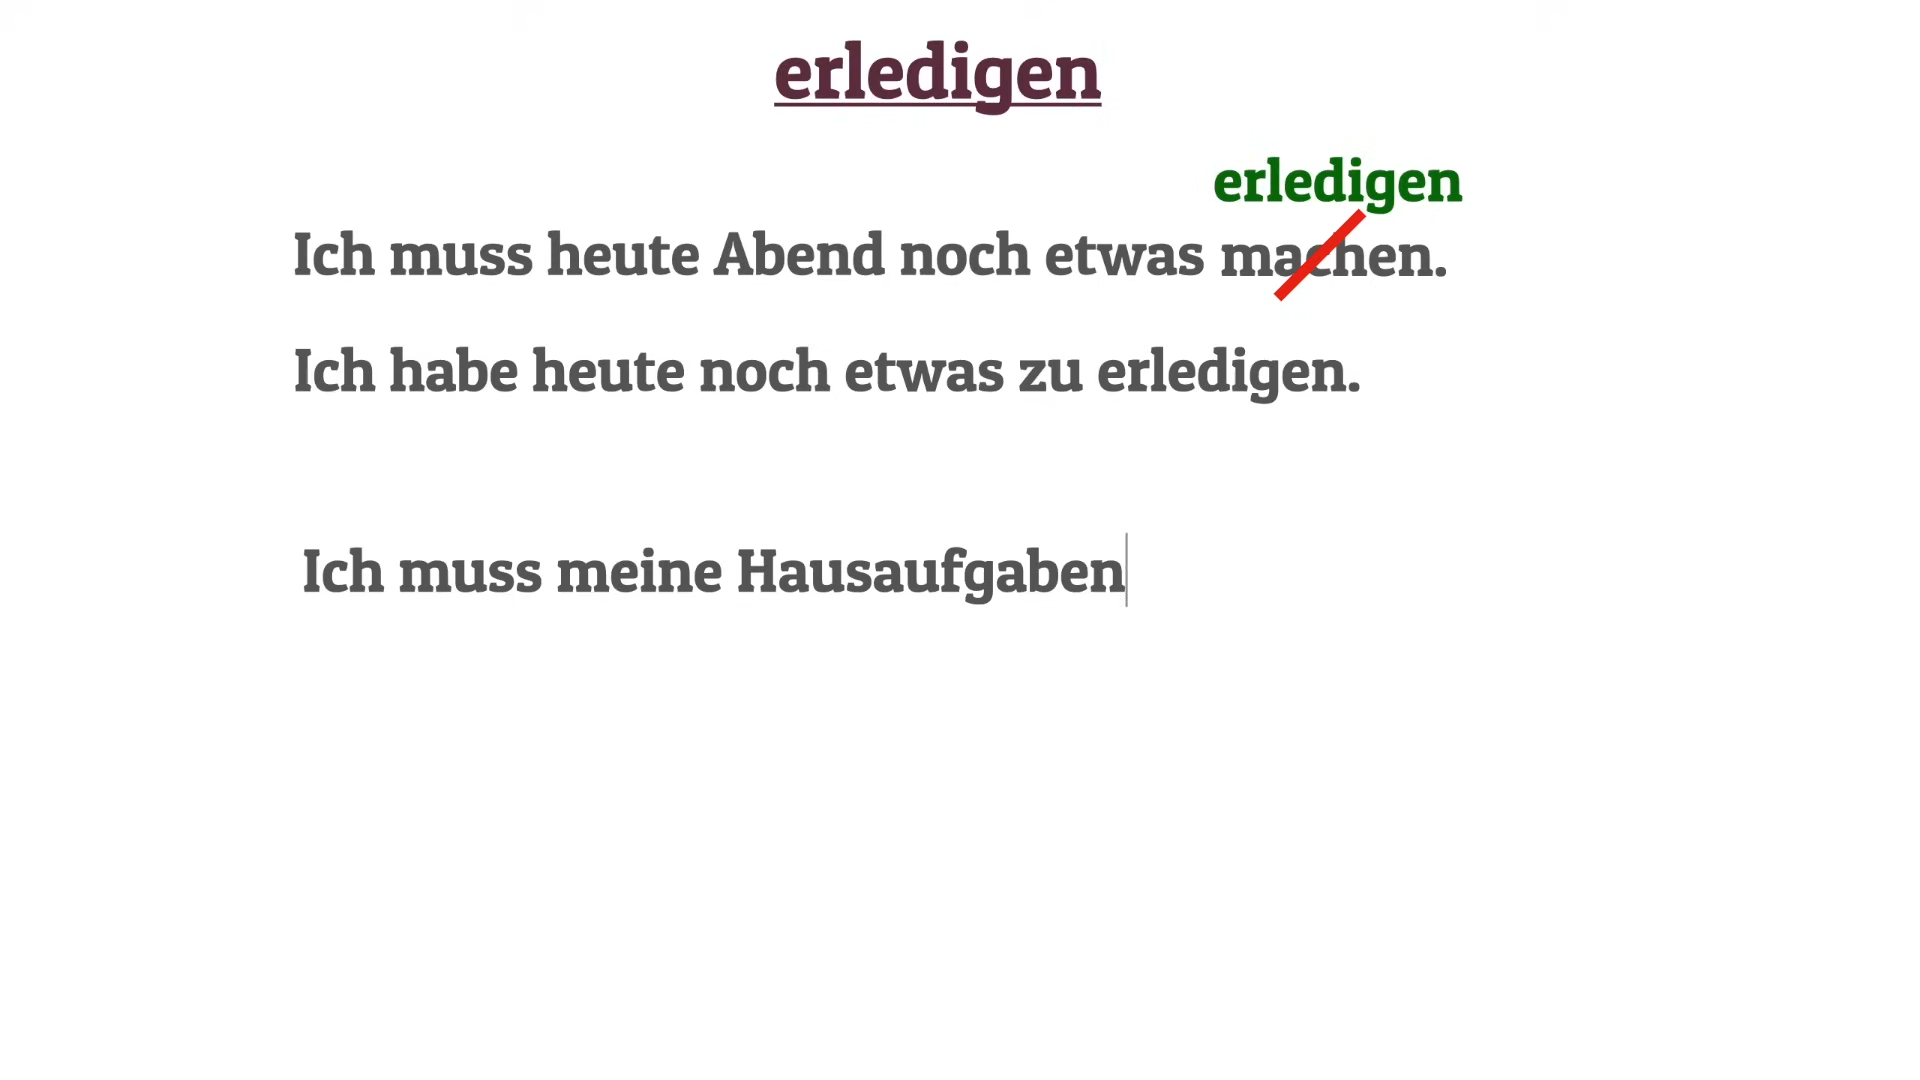 erledigen
erledigen
Ich muss heute Abend noch etwas machen.
Ich habe heute noch etwas zu erledigen.
Ich muss meine Hausaufgaben